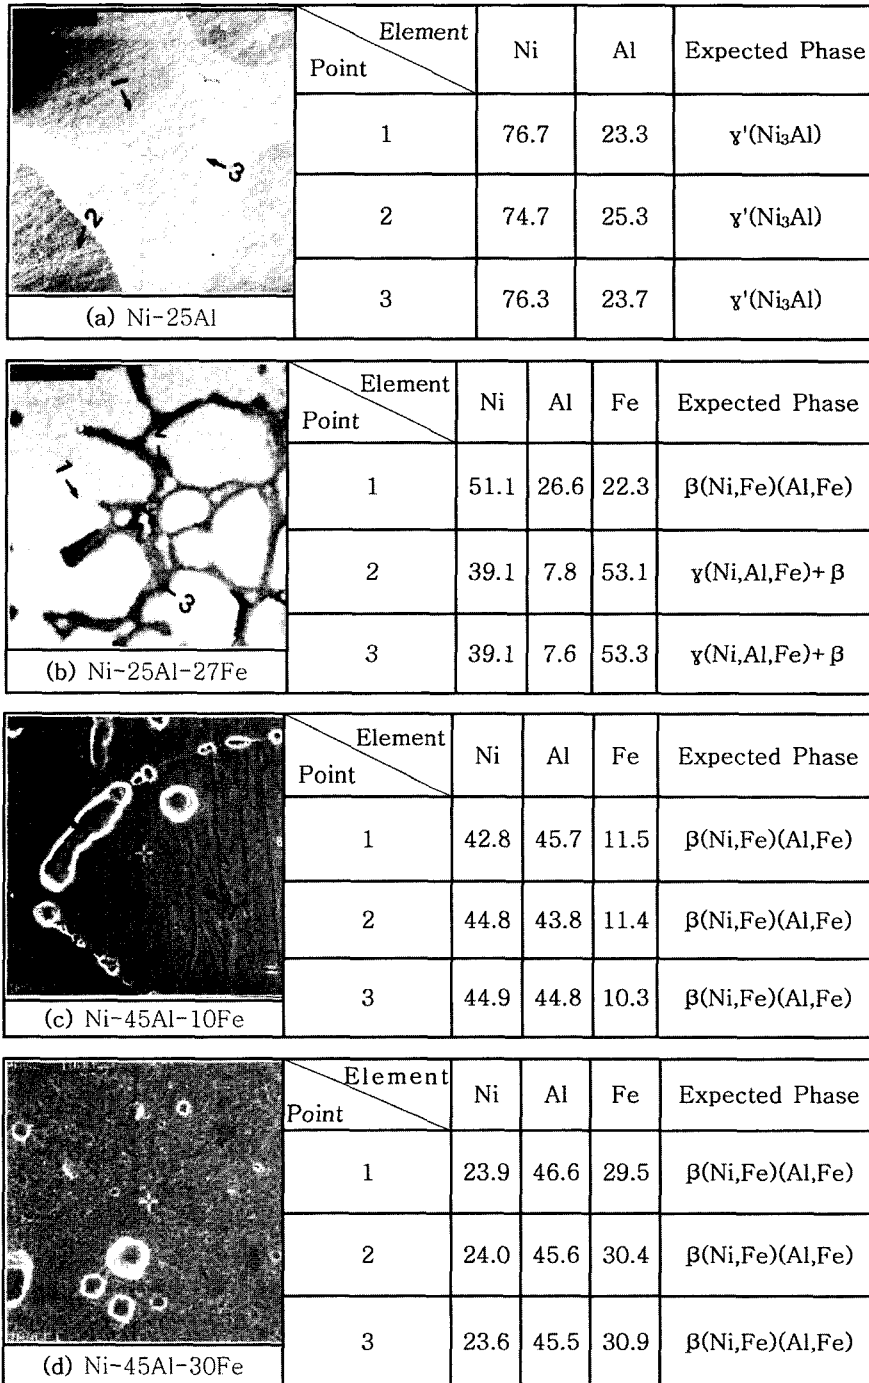 Element
Point
Ni Al Expected Phase
1 76.7 23.3 γ'(Ni₃Al)
2 74.7 25.3 γ'(Ni₃Al)
3 76.3 23.7 γ'(Ni₃Al)
1
2
3
(a) Ni-25Al
Element
Point
Ni Al Fe Expected Phase
1 51.1 26.6 22.3 β(Ni,Fe)(Al,Fe)
2 39.1 7.8 53.1 γ(Ni,Al,Fe)+β
3 39.1 7.6 53.3 γ(Ni,Al,Fe)+β
1
2
3
(b) Ni-25Al-27Fe
Element
Point
Ni Al Fe Expected Phase
1 42.8 45.7 11.5 β(Ni,Fe)(Al,Fe)
2 44.8 43.8 11.4 β(Ni,Fe)(Al,Fe)
3 44.9 44.8 10.3 β(Ni,Fe)(Al,Fe)
(c) Ni-45Al-10Fe
Element
Point
Ni Al Fe Expected Phase
1 23.9 46.6 29.5 β(Ni,Fe)(Al,Fe)
2 24.0 45.6 30.4 β(Ni,Fe)(Al,Fe)
3 23.6 45.5 30.9 β(Ni,Fe)(Al,Fe)
(d) Ni-45Al-30Fe